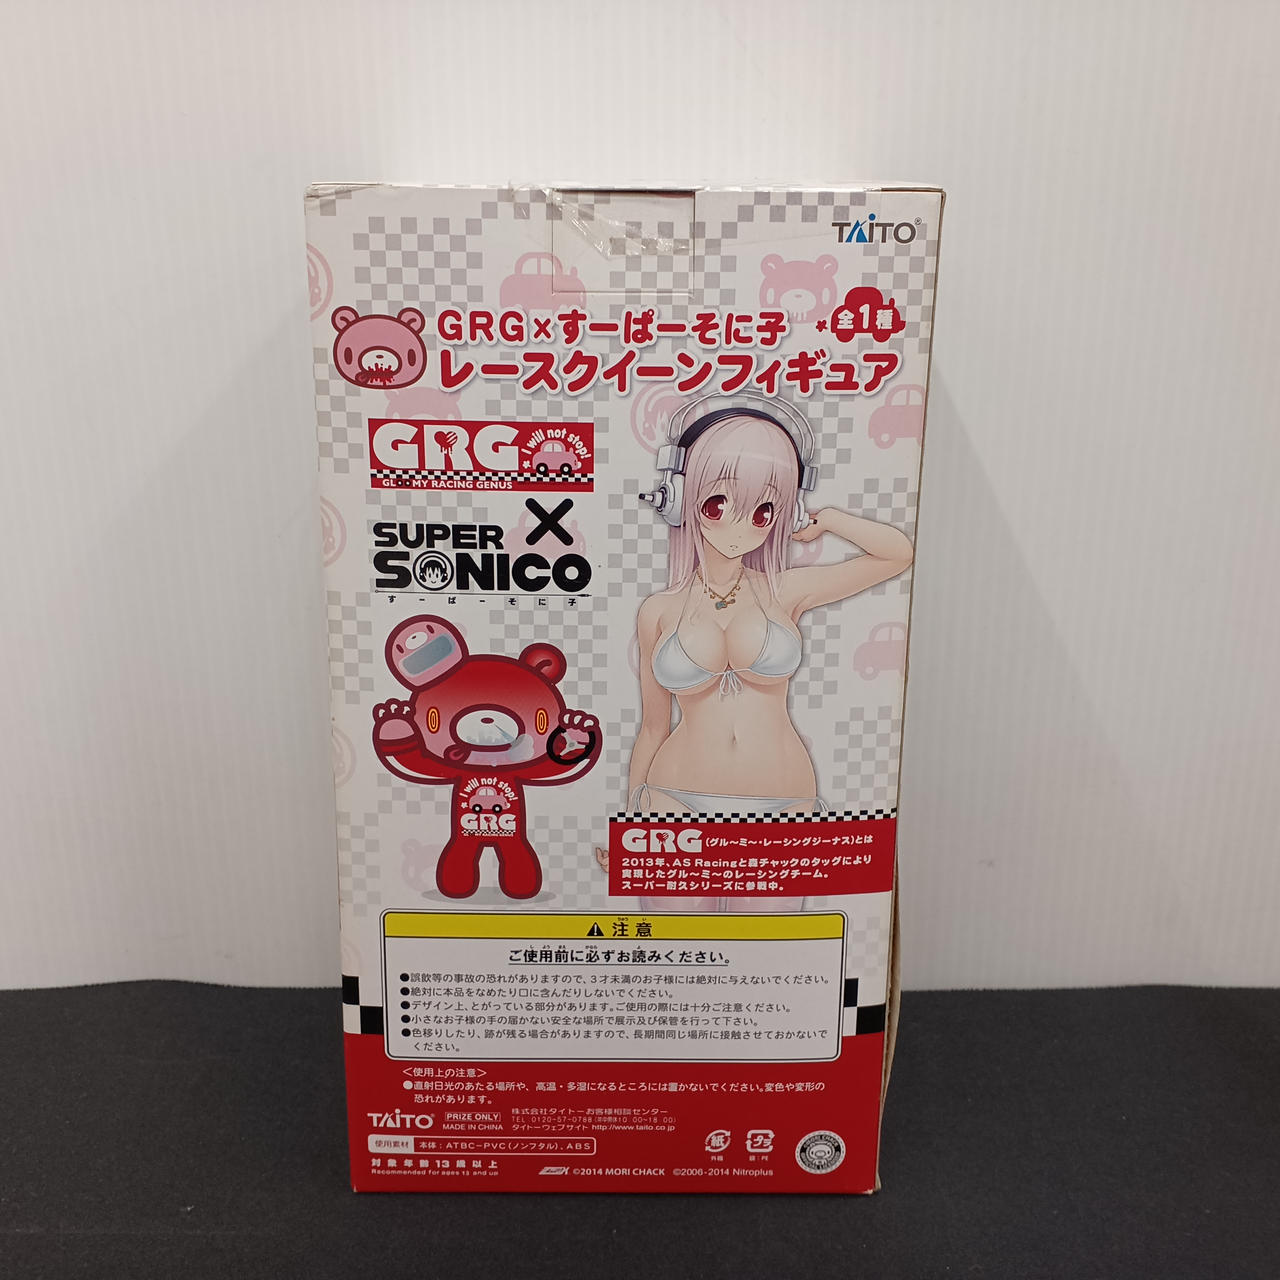 TAITO®
GRG×すーぱーそに子
全1種
レースクイーンフィギュア
GRG
I will not stop!
GL••MY RACING GENUS
×
SUPER
SONICO
すーぱーそに子
I will not stop!
GRG
MY RACING GENUS
GRG(グル〜ミ〜・レーシングジーナス)とは
2013年、AS Racingと森チャックのタッグにより
実現したグル〜ミ〜のレーシングチーム。
スーパー耐久シリーズに参戦中。
注意
ご使用前に必ずお読みください。
●誤飲等の事故の恐れがありますので、3才未満のお子様には絶対に与えないでください。
●絶対に本品をなめたり口に含んだりしないでください。
●デザイン上、とがっている部分があります。ご使用の際には十分ご注意ください。
●小さなお子様の手の届かない安全な場所で展示及び保管を行って下さい。
●色移りしたり、跡が残る場合がありますので、長期間同じ場所に接触させておかないで
ください。
<使用上の注意>
●直射日光のあたる場所や、高温・多湿になるところには置かないでください。変色や変形の
恐れがあります。
TAITO®
PRIZE ONLY
MADE IN CHINA
株式会社タイトーお客様相談センター
TEL:0120-57-0788
タイトーウェブサイト http://www.taito.co.jp
使用素材 本体:ATBC-PVC(ノンフタル)、ABS
対象年齢13歳以上
Recommended for ages 13 and up
紙
外箱
プラ
袋:PE
©2014 MORI CHACK ©2006-2014 Nitroplus